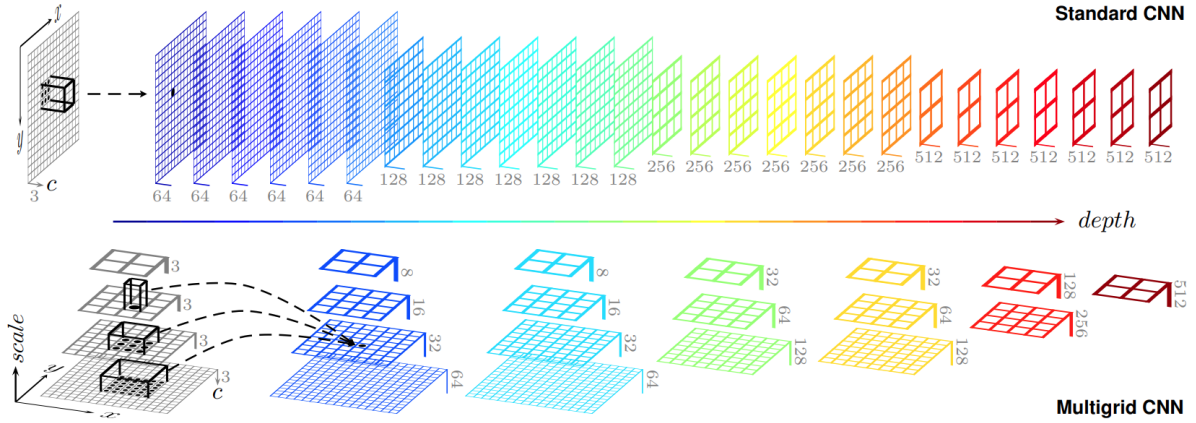 Standard CNN
x
y
c
3
64 64 64 64 64 64 128 128 128 128 128 128 128 256 256 256 256 256 256 256 512 512 512 512 512 512 512
depth
3 8 8 32 32 128 512
3 16 16 64 64 256
3 32 32 128 128
3 64 64
scale
y
x
c
Multigrid CNN